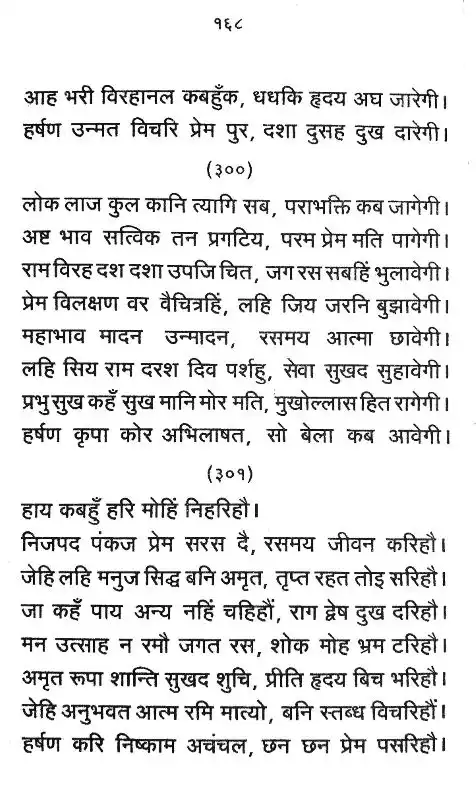 १६८
आह भरी विरहानल कबहुँक, धधकि हृदय अघ जारेगी।
हर्षण उन्मत विचरि प्रेम पुर, दशा दुसह दुख दारेगी।
(३००)
लोक लाज कुल कानि त्यागि सब, पराभक्ति कब जागेगी।
अष्ट भाव सत्विक तन प्रगटिय, परम प्रेम मति पागेगी।
राम विरह दश दशा उपजि चित, जग रस सबहिं भुलावेगी।
प्रेम विलक्षण वर वैचित्रहिं, लहि जिय जरनि बुझावेगी।
महाभाव मादन उन्मादन, रसमय आत्मा छावेगी।
लहि सिय राम दरश दिव पर्शहु, सेवा सुखद सुहावेगी।
प्रभु सुख कहँ सुख मानि मोर मति, मुखोल्लास हित रागेगी।
हर्षण कृपा कोर अभिलाषत, सो बेला कब आवेगी।
(३०१)
हाय कबहुँ हरि मोहिं निहरिहौ।
निजपद पंकज प्रेम सरस दै, रसमय जीवन करिहौ।
जेहि लहि मनुज सिद्ध बनि अमृत, तृप्त रहत तोइ सरिहौ।
जा कहँ पाय अन्य नहिं चहिहौं, राग द्वेष दुख दरिहौ।
मन उत्साह न रमौ जगत रस, शोक मोह भ्रम टरिहौ।
अमृत रूपा शान्ति सुखद शुचि, प्रीति हृदय बिच भरिहौ।
जेहि अनुभवत आत्म रमि मात्यो, बनि स्तब्ध विचरिहौं।
हर्षण करि निष्काम अचंचल, छन छन प्रेम पसरिहौ।